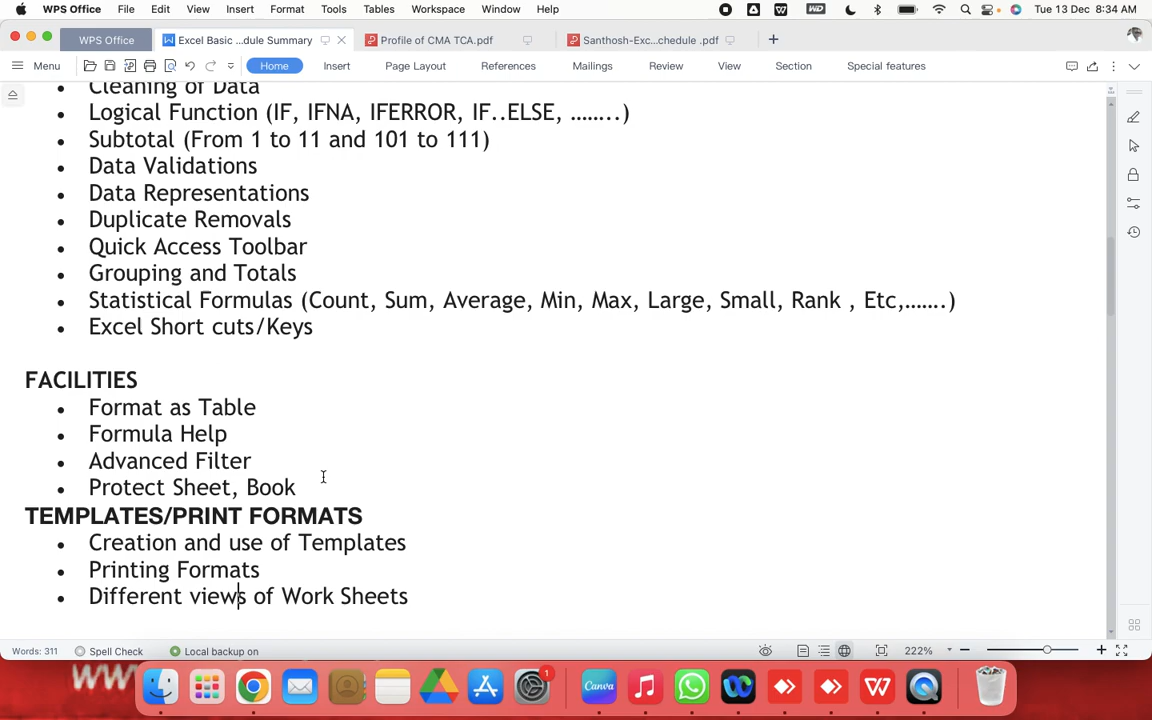 WPS Office File Edit View Insert Format Tools Tables Workspace Window Help Tue 13 Dec 8:34 AM
WPS Office Excel Basic ...dule Summary Profile of CMA TCA.pdf Santhosh-Exc...chedule .pdf
Menu Home Insert Page Layout References Mailings Review View Section Special features
Cleaning of Data
• Logical Function (IF, IFNA, IFERROR, IF..ELSE, ........)
• Subtotal (From 1 to 11 and 101 to 111)
• Data Validations
• Data Representations
• Duplicate Removals
• Quick Access Toolbar
• Grouping and Totals
• Statistical Formulas (Count, Sum, Average, Min, Max, Large, Small, Rank , Etc,.......)
• Excel Short cuts/Keys
FACILITIES
• Format as Table
• Formula Help
• Advanced Filter
• Protect Sheet, Book
TEMPLATES/PRINT FORMATS
• Creation and use of Templates
• Printing Formats
• Different views of Work Sheets
Words: 311 Spell Check Local backup on 222%
WW
1
Canva